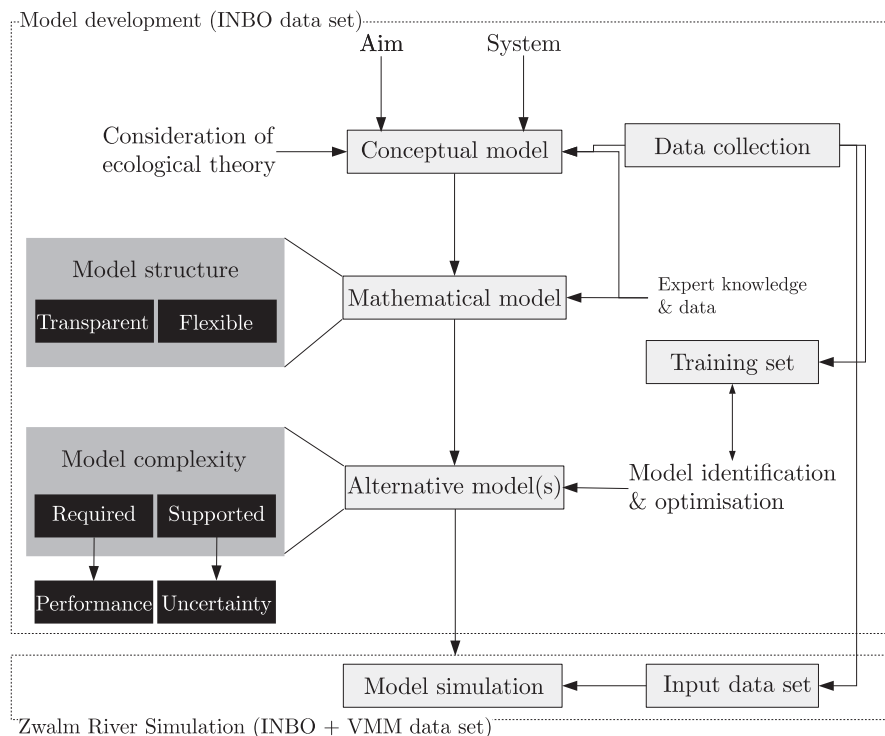 Model development (INBO data set)
Aim
System
Consideration of
ecological theory
Conceptual model
Data collection
Model structure
Transparent
Flexible
Mathematical model
Expert knowledge
& data
Training set
Model complexity
Required
Supported
Performance
Uncertainty
Alternative model(s)
Model identification
& optimisation
Model simulation
Input data set
Zwalm River Simulation (INBO + VMM data set)